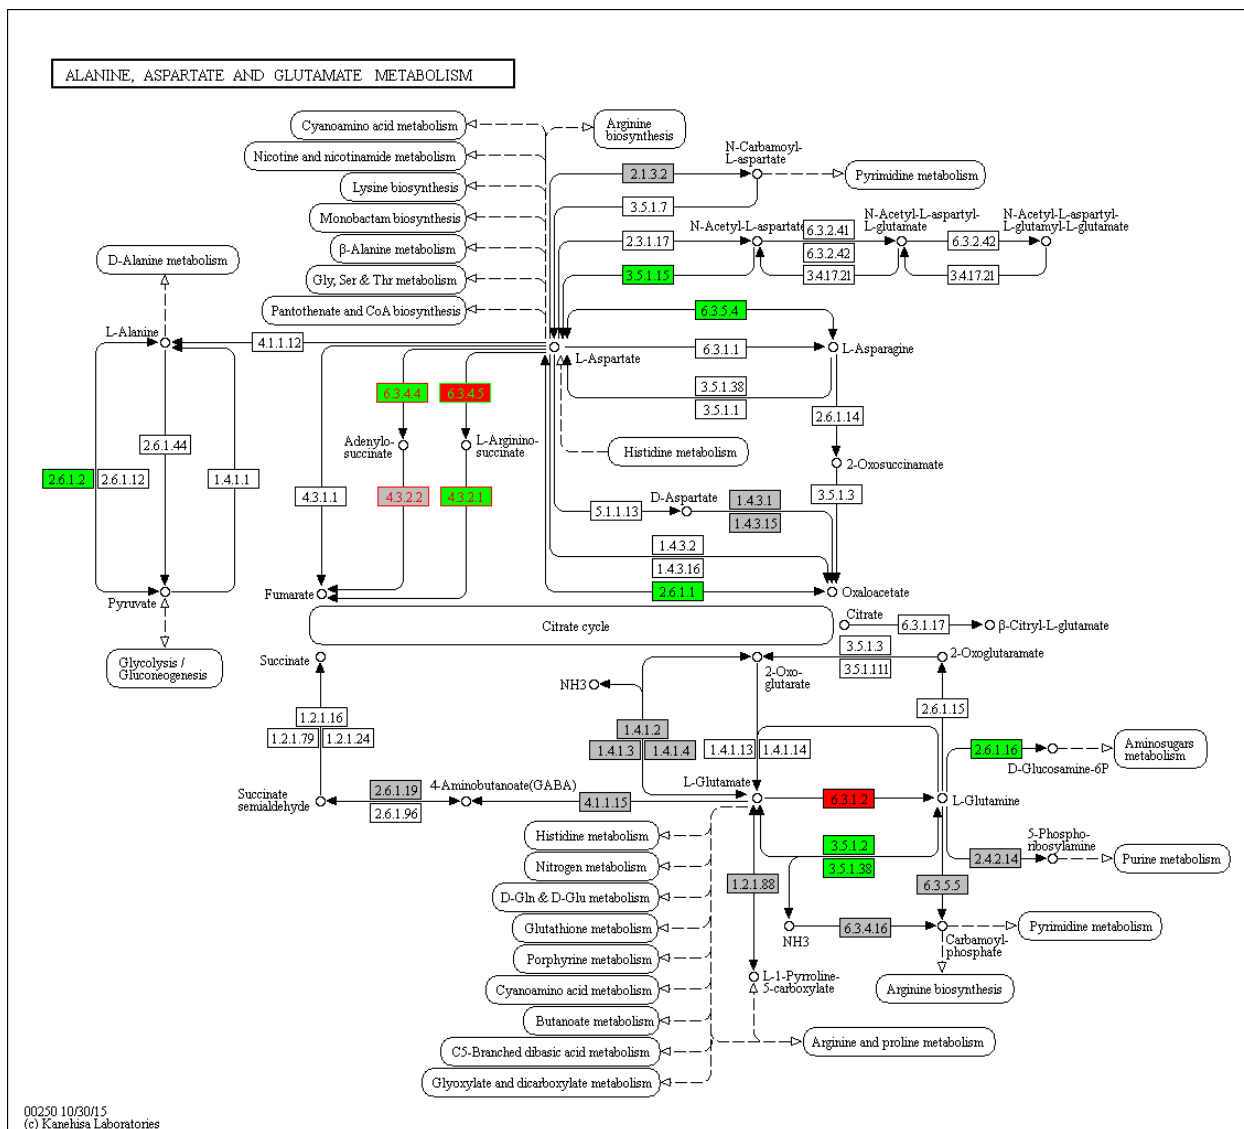 ALANINE, ASPARTATE AND GLUTAMATE METABOLISM
Cyanoamino acid metabolism
Nicotine and nicotinamide metabolism
Lysine biosynthesis
Monobactam biosynthesis
β-Alanine metabolism
Gly, Ser & Thr metabolism
Pantothenate and CoA biosynthesis
Arginine
biosynthesis
N-Carbamoyl-
L-aspartate
2.1.3.2
Pyrimidine metabolism
3.5.1.7
N-Acetyl-L-aspartate
2.3.1.17
3.5.1.15
6.3.2.41
6.3.2.42
3.4.17.21
N-Acetyl-L-aspartyl-
L-glutamate
6.3.2.42
3.4.17.21
N-Acetyl-L-aspartyl-
L-glutamyl-L-glutamate
D-Alanine metabolism
L-Alanine
4.1.1.12
6.3.5.4
L-Aspartate
6.3.1.1
L-Asparagine
3.5.1.38
3.5.1.1
6.3.4.4
6.3.4.5
2.6.1.14
2.6.1.44
Adenylo-
succinate
L-Arginino-
succinate
Histidine metabolism
2-Oxosuccinamate
2.6.1.2
2.6.1.12
1.4.1.1
4.3.1.1
4.3.2.2
4.3.2.1
D-Aspartate
5.1.1.13
1.4.3.1
1.4.3.15
3.5.1.3
1.4.3.2
1.4.3.16
2.6.1.1
Pyruvate
Fumarate
Oxaloacetate
Citrate cycle
Citrate
6.3.1.17
β-Citryl-L-glutamate
Glycolysis /
Gluconeogenesis
Succinate
2-Oxo-
glutarate
3.5.1.3
3.5.1.111
2-Oxoglutaramate
NH3
1.2.1.16
1.2.1.79
1.2.1.24
1.4.1.2
1.4.1.3
1.4.1.4
1.4.1.13
1.4.1.14
2.6.1.15
2.6.1.16
D-Glucosamine-6P
Aminosugars
metabolism
Succinate
semialdehyde
2.6.1.19
2.6.1.96
4-Aminobutanoate(GABA)
4.1.1.15
L-Glutamate
6.3.1.2
L-Glutamine
3.5.1.2
3.5.1.38
2.4.2.14
5-Phospho-
ribosylamine
Purine metabolism
1.2.1.88
6.3.5.5
NH3
6.3.4.16
Carbamoyl-
phosphate
Pyrimidine metabolism
Arginine biosynthesis
L-1-Pyrroline-
5-carboxylate
Histidine metabolism
Nitrogen metabolism
D-Gln & D-Glu metabolism
Glutathione metabolism
Porphyrine metabolism
Cyanoamino acid metabolism
Butanoate metabolism
C5-Branched dibasic acid metabolism
Glyoxylate and dicarboxylate metabolism
Arginine and proline metabolism
00250 10/30/15
(c) Kanehisa Laboratories